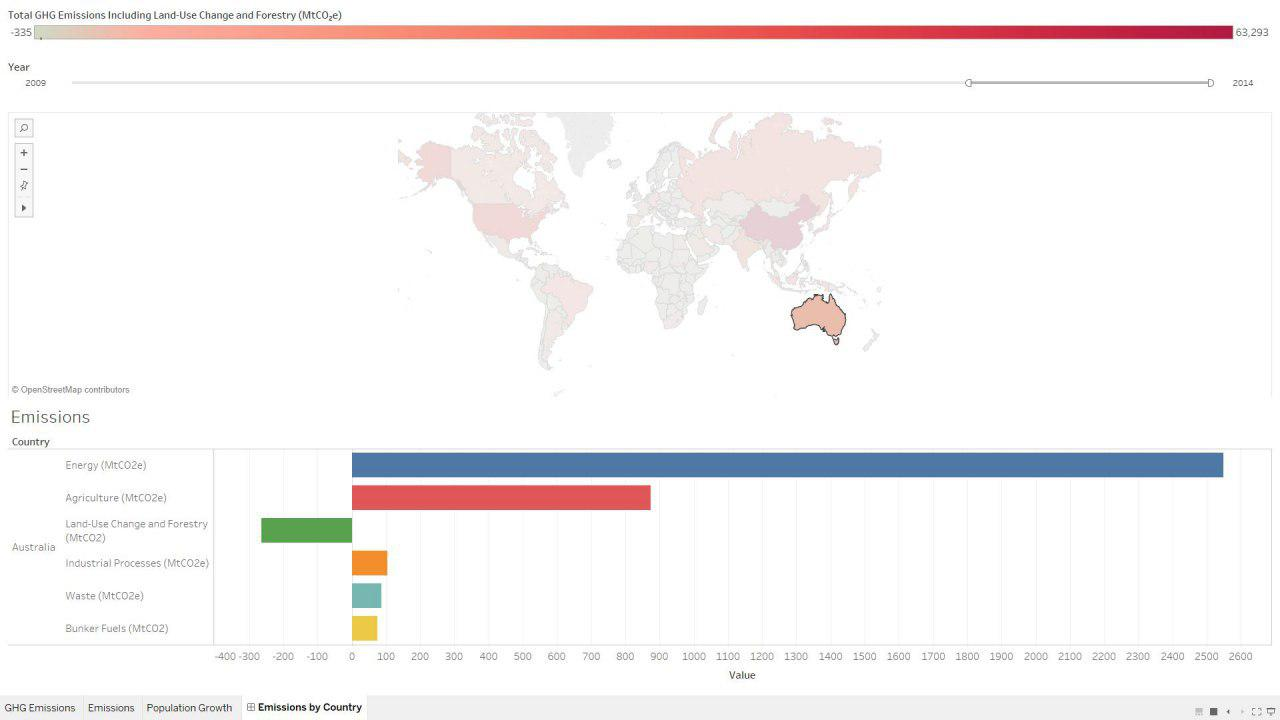 Total GHG Emissions Including Land-Use Change and Forestry (MtCO₂e)
-335 63,293
Year
2009 2014
+
−
© OpenStreetMap contributors
Emissions
Country
Energy (MtCO2e)
Agriculture (MtCO2e)
Land-Use Change and Forestry
(MtCO2)
Australia
Industrial Processes (MtCO2e)
Waste (MtCO2e)
Bunker Fuels (MtCO2)
-400 -300 -200 -100 0 100 200 300 400 500 600 700 800 900 1000 1100 1200 1300 1400 1500 1600 1700 1800 1900 2000 2100 2200 2300 2400 2500 2600
Value
GHG Emissions Emissions Population Growth Emissions by Country